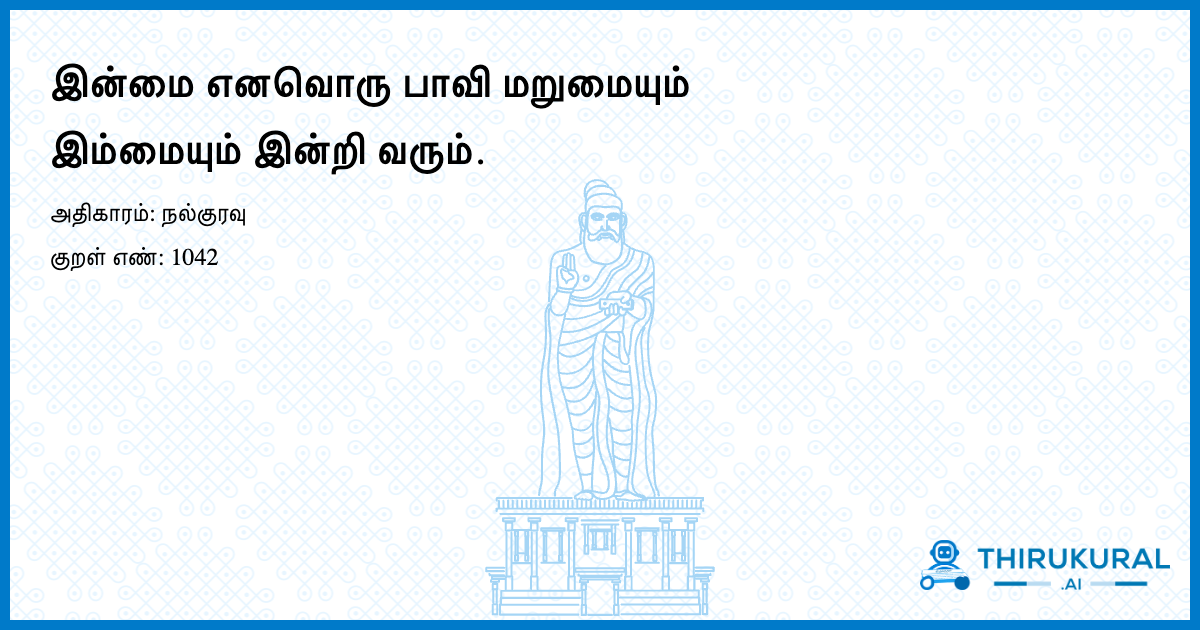 இன்மை எனவொரு பாவி மறுமையும்
இம்மையும் இன்றி வரும்.
அதிகாரம்: நல்குரவு
குறள் எண்: 1042
THIRUKURAL
.AI